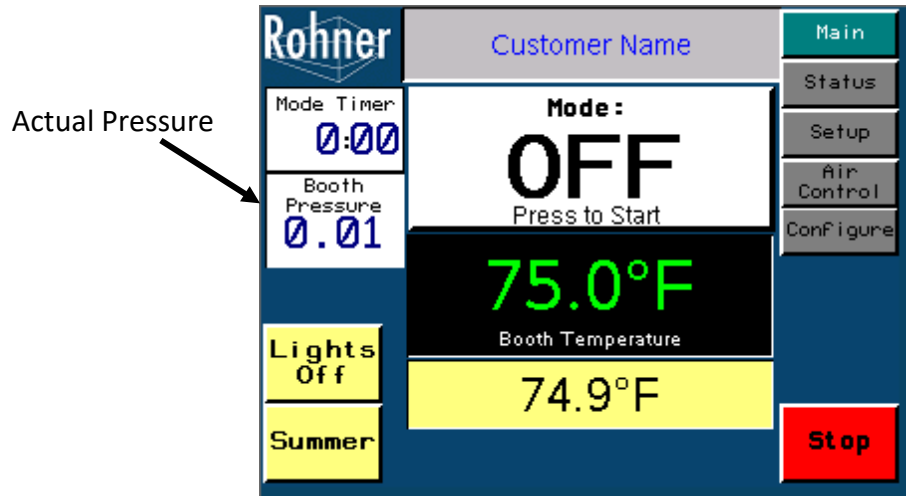 Actual Pressure
Rohner
Customer Name
Main
Status
Setup
Air
Control
Configure
Mode Timer
0:00
Booth
Pressure
0.01
Mode:
OFF
Press to Start
75.0°F
Booth Temperature
74.9°F
Lights
Off
Summer
Stop